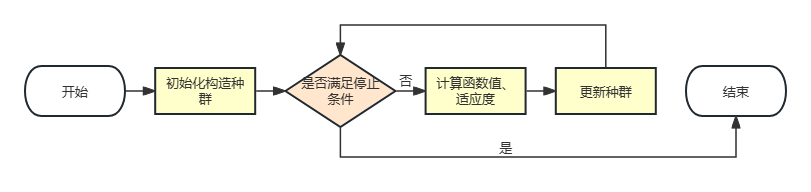 开始
初始化构造种
群
是否满足停止
条件
否
计算函数值、
适应度
更新种群
结束
是